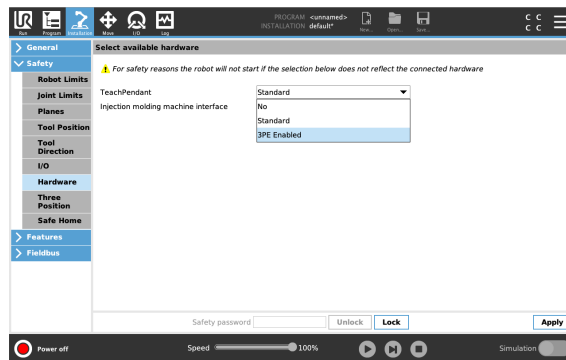 UR
PROGRAM <unnamed>
INSTALLATION default*
Run Program Installation Move I/O Log New... Open... Save...
C C
C C
General
Safety
Robot Limits
Joint Limits
Planes
Tool Position
Tool
Direction
I/O
Hardware
Three
Position
Safe Home
Features
Fieldbus
Select available hardware
For safety reasons the robot will not start if the selection below does not reflect the connected hardware
TeachPendant Standard
Injection molding machine interface
No
Standard
3PE Enabled
Safety password Unlock Lock Apply
Power off Speed 100% Simulation